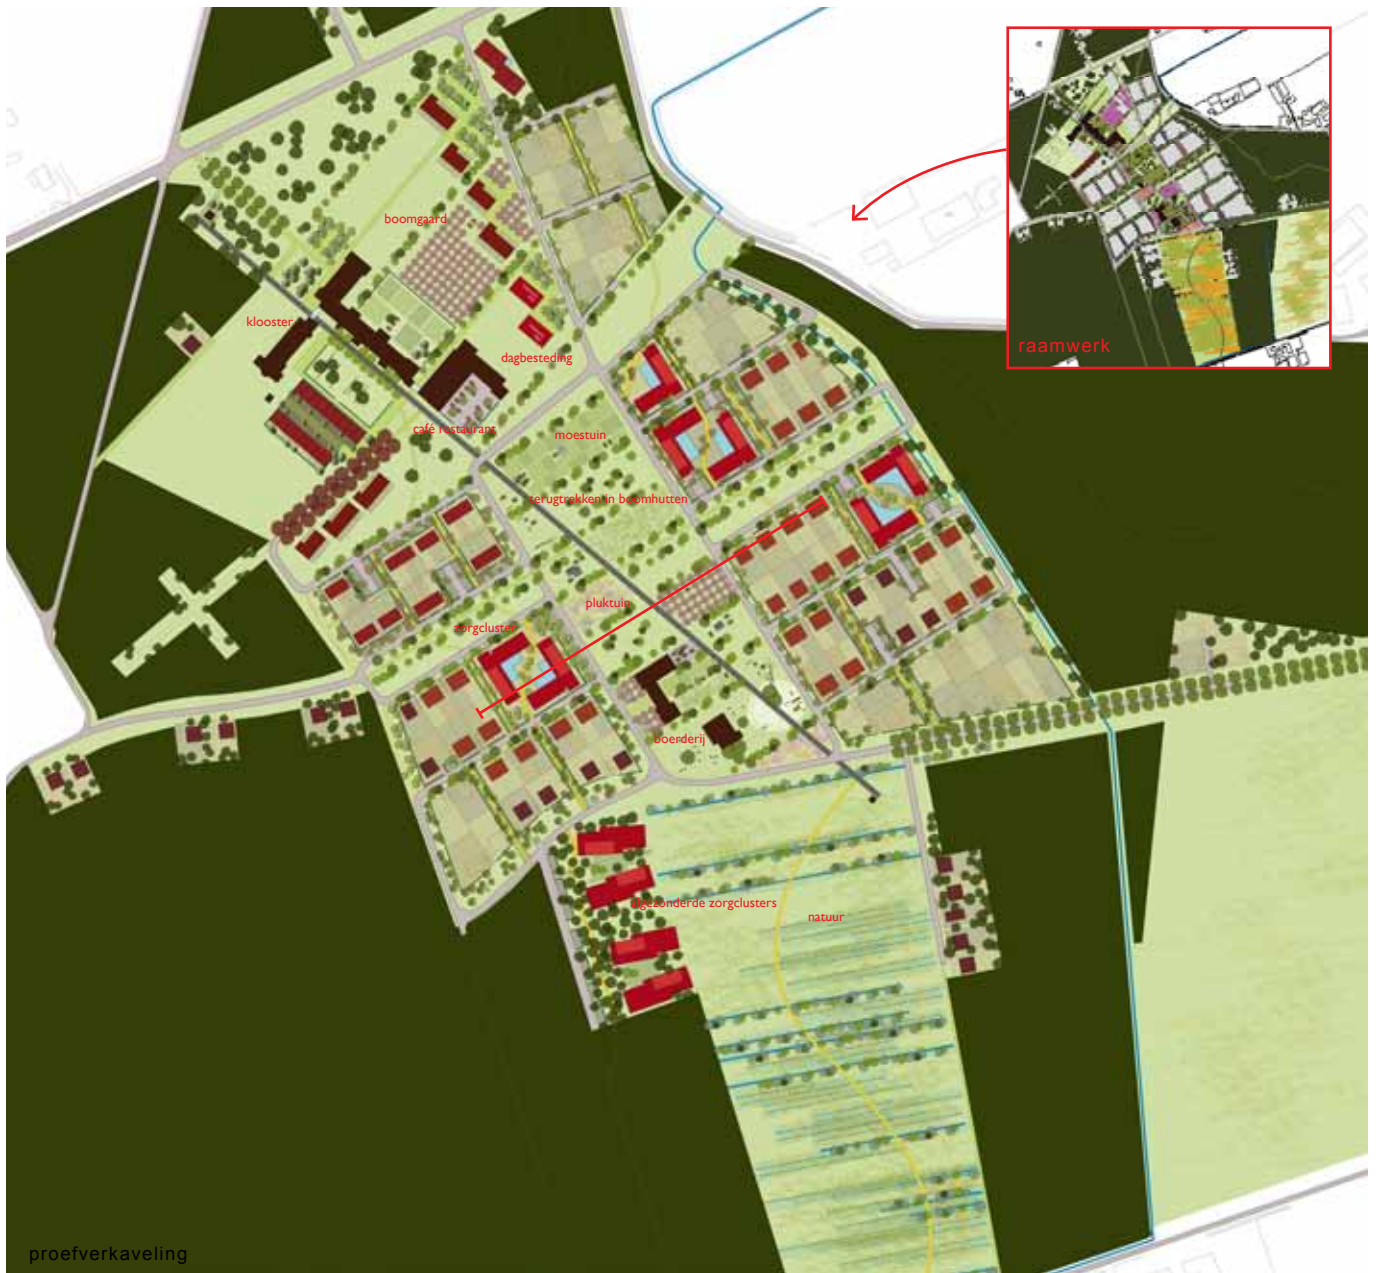 raamwerk
boomgaard
klooster
dagbesteding
café restaurant
moestuin
terugtrekken in boomhutten
pluktuin
zorgcluster
boerderij
afgezonderde zorgclusters
natuur
proefverkaveling